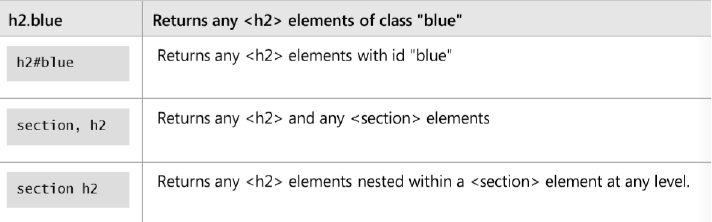 h2.blue Returns any <h2> elements of class "blue"
h2#blue Returns any <h2> elements with id "blue"
section, h2 Returns any <h2> and any <section> elements
section h2 Returns any <h2> elements nested within a <section> element at any level.